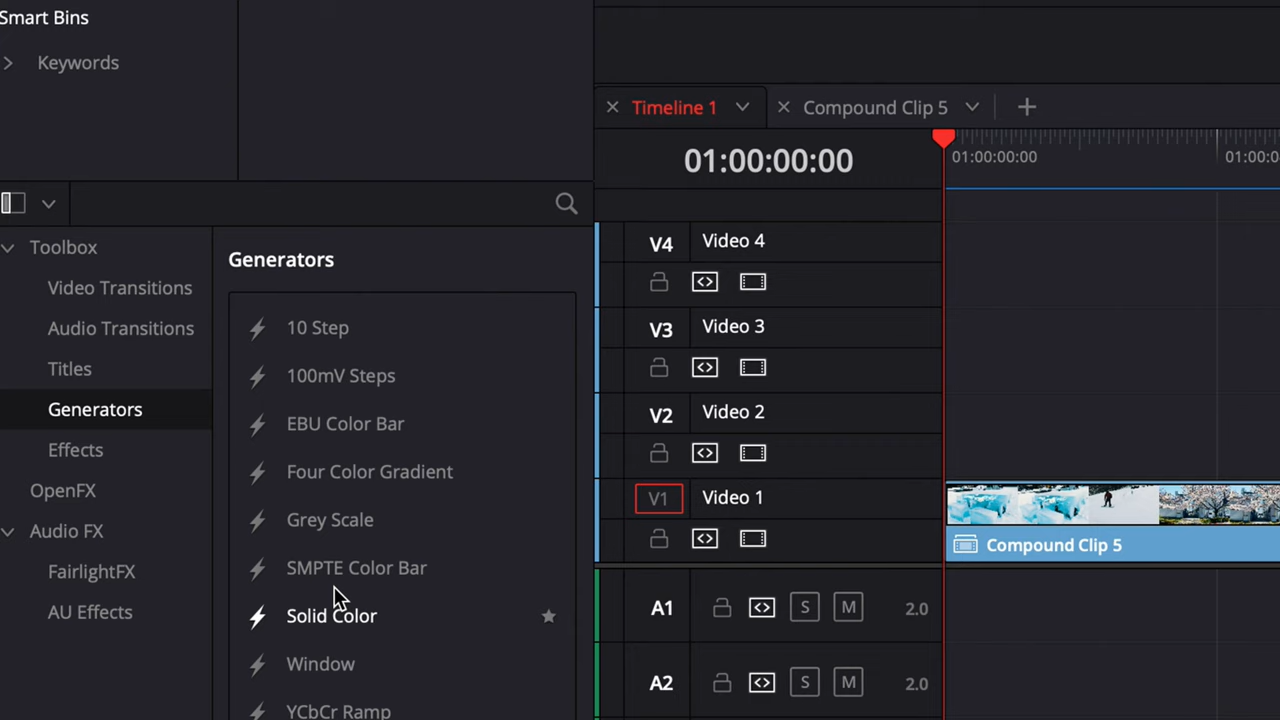 Smart Bins
Keywords
Toolbox
Video Transitions
Audio Transitions
Titles
Generators
Effects
OpenFX
Audio FX
FairlightFX
AU Effects
Generators
10 Step
100mV Steps
EBU Color Bar
Four Color Gradient
Grey Scale
SMPTE Color Bar
Solid Color
Window
YCbCr Ramp
Timeline 1
Compound Clip 5
01:00:00:00
01:00:00:00
01:00:0
V4 Video 4
V3 Video 3
V2 Video 2
V1 Video 1
Compound Clip 5
A1 S M 2.0
A2 S M 2.0